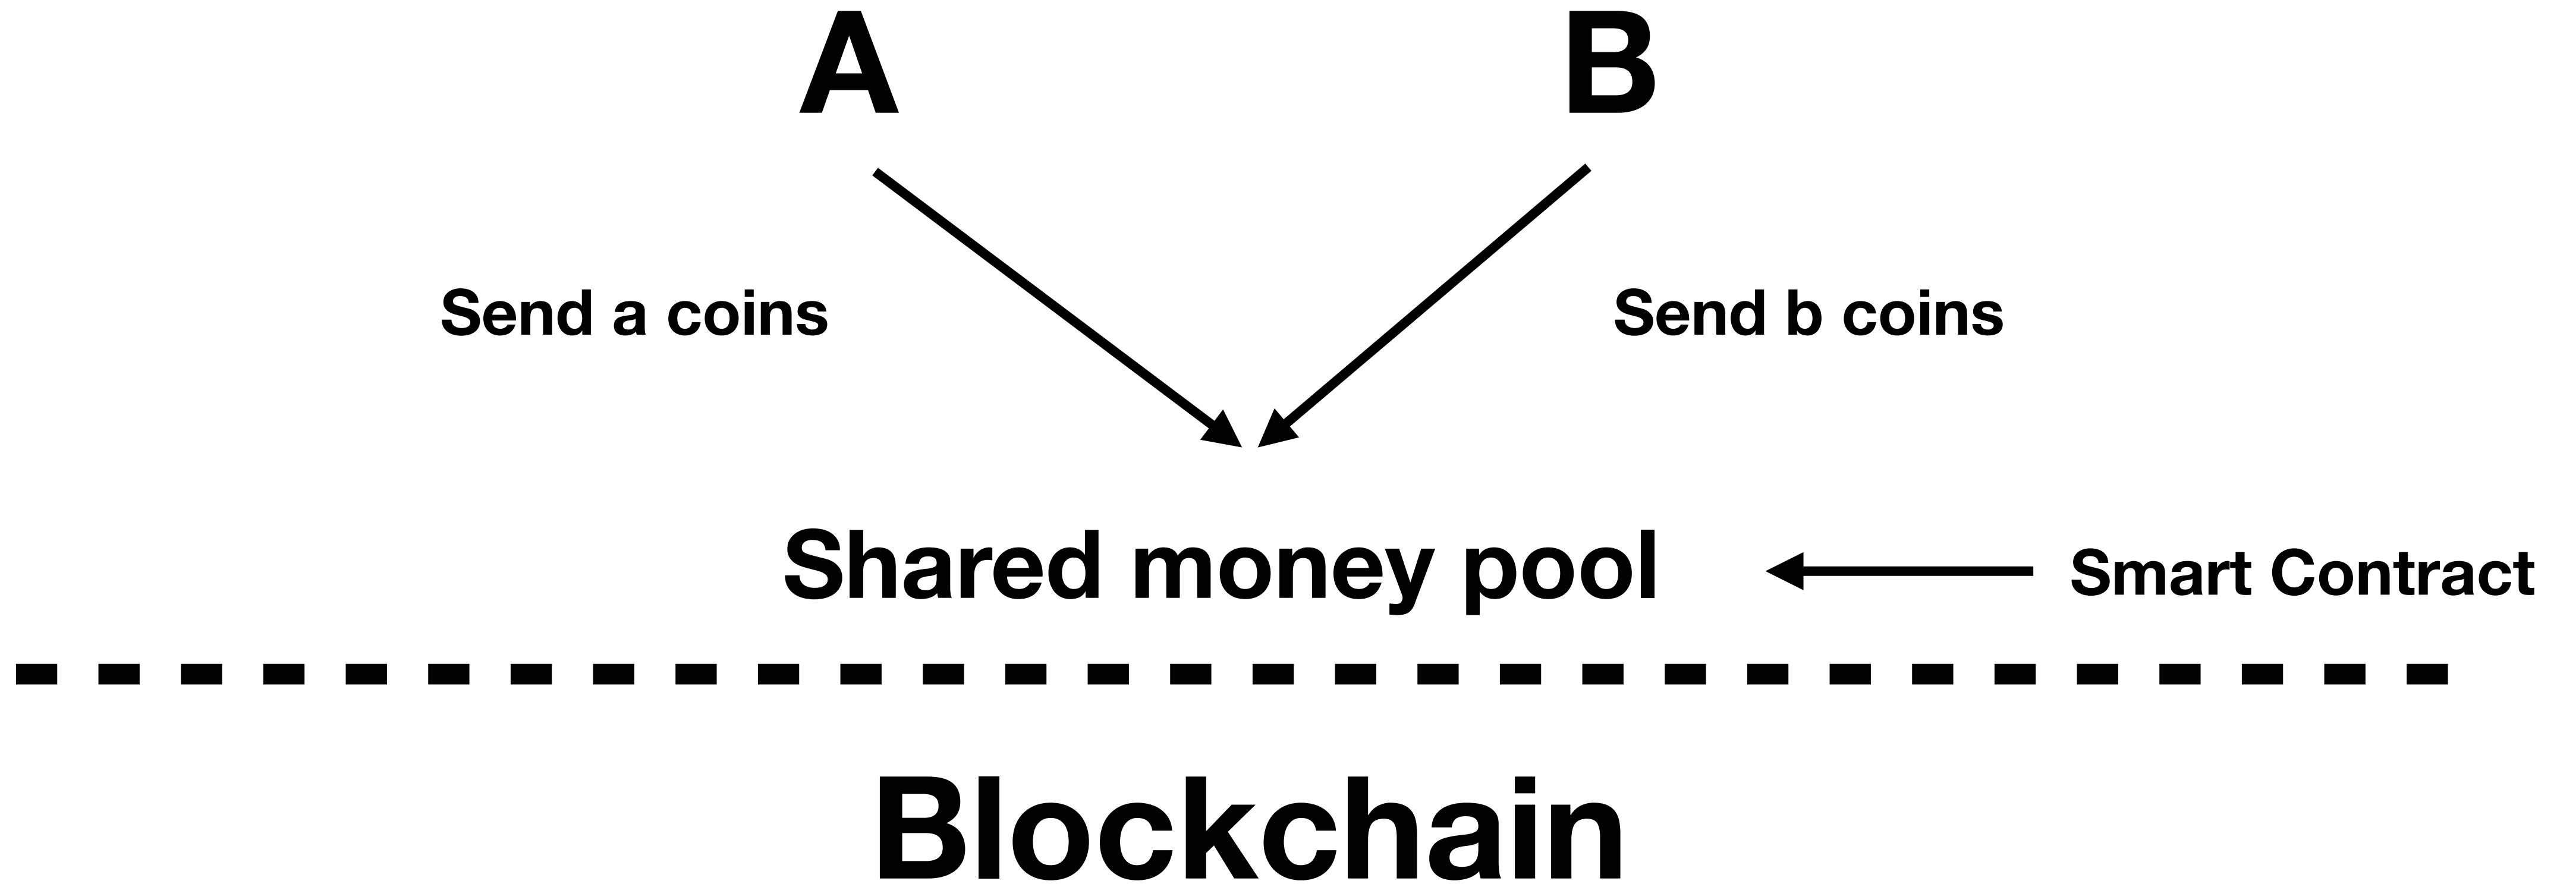 A
B
Send a coins
Send b coins
Shared money pool
Smart Contract
Blockchain